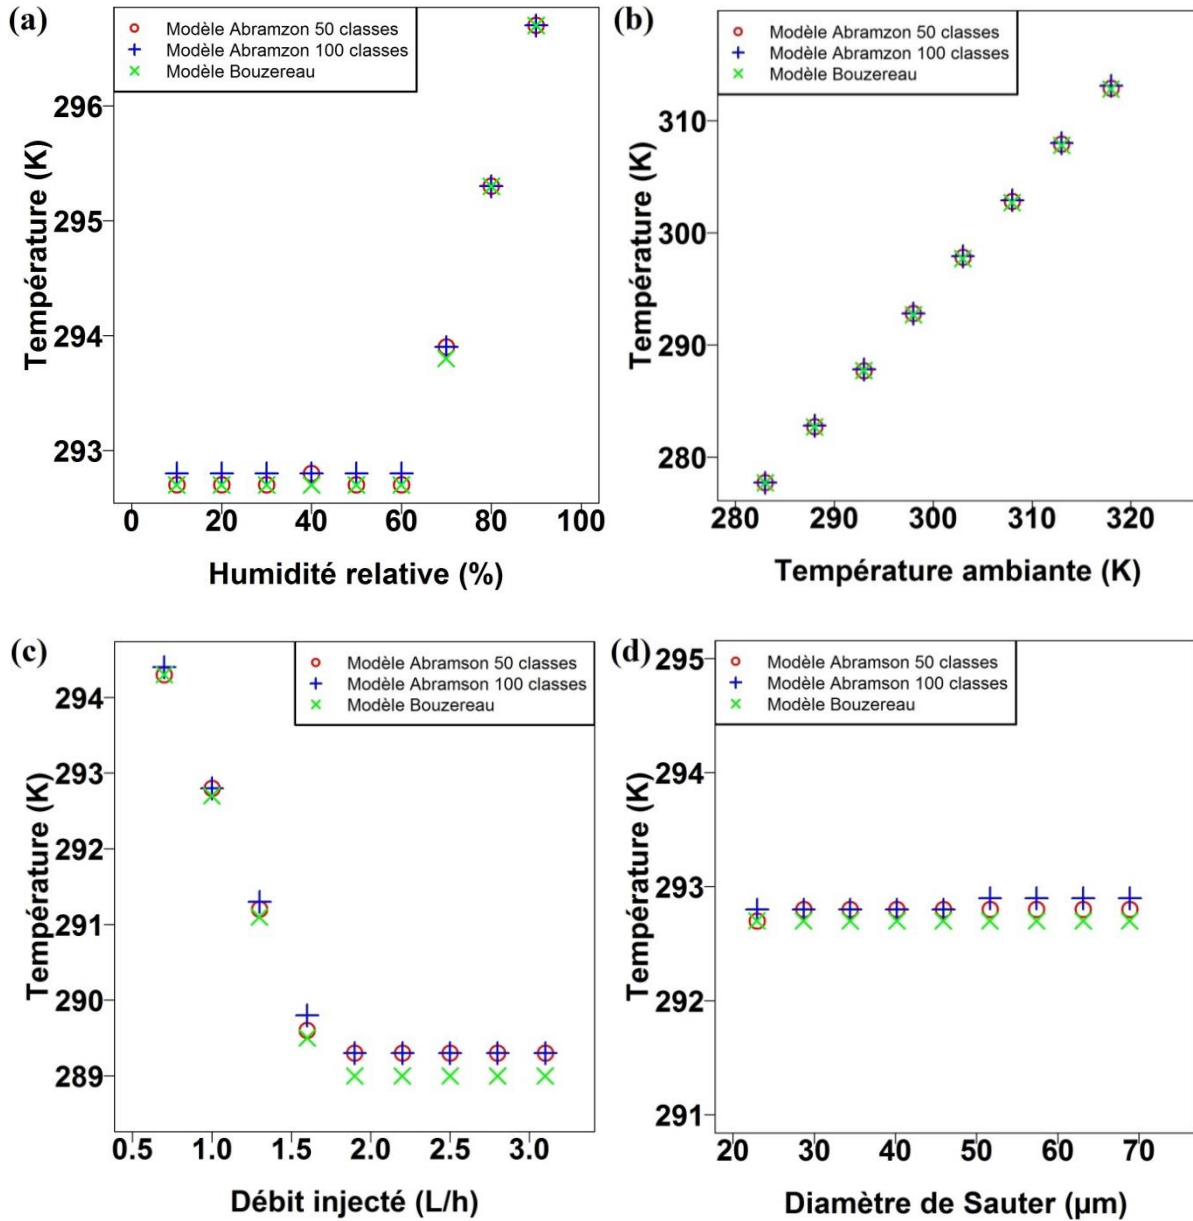 (a)
Modèle Abramzon 50 classes
Modèle Abramzon 100 classes
Modèle Bouzereau
Température (K)
296
295
294
293
0 20 40 60 80 100
Humidité relative (%)
(b)
Modèle Abramzon 50 classes
Modèle Abramzon 100 classes
Modèle Bouzereau
Température (K)
310
300
290
280
280 290 300 310 320
Température ambiante (K)
(c)
Modèle Abramson 50 classes
Modèle Abramson 100 classes
Modèle Bouzereau
Température (K)
294
293
292
291
290
289
0.5 1.0 1.5 2.0 2.5 3.0
Débit injecté (L/h)
(d)
Modèle Abramson 50 classes
Modèle Abramson 100 classes
Modèle Bouzereau
Température (K)
295
294
293
292
291
20 30 40 50 60 70
Diamètre de Sauter (µm)